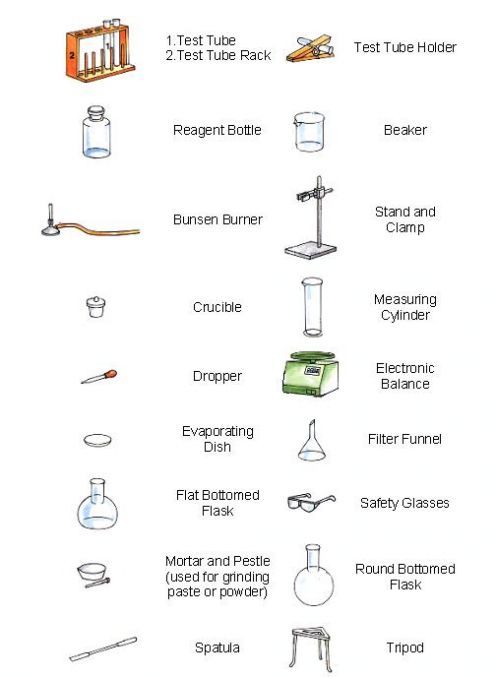 1.Test Tube
2.Test Tube Rack
Test Tube Holder
2
1
Reagent Bottle
Beaker
Bunsen Burner
Stand and
Clamp
Crucible
Measuring
Cylinder
Dropper
Electronic
Balance
Evaporating
Dish
Filter Funnel
Flat Bottomed
Flask
Safety Glasses
Mortar and Pestle
(used for grinding
paste or powder)
Round Bottomed
Flask
Spatula
Tripod